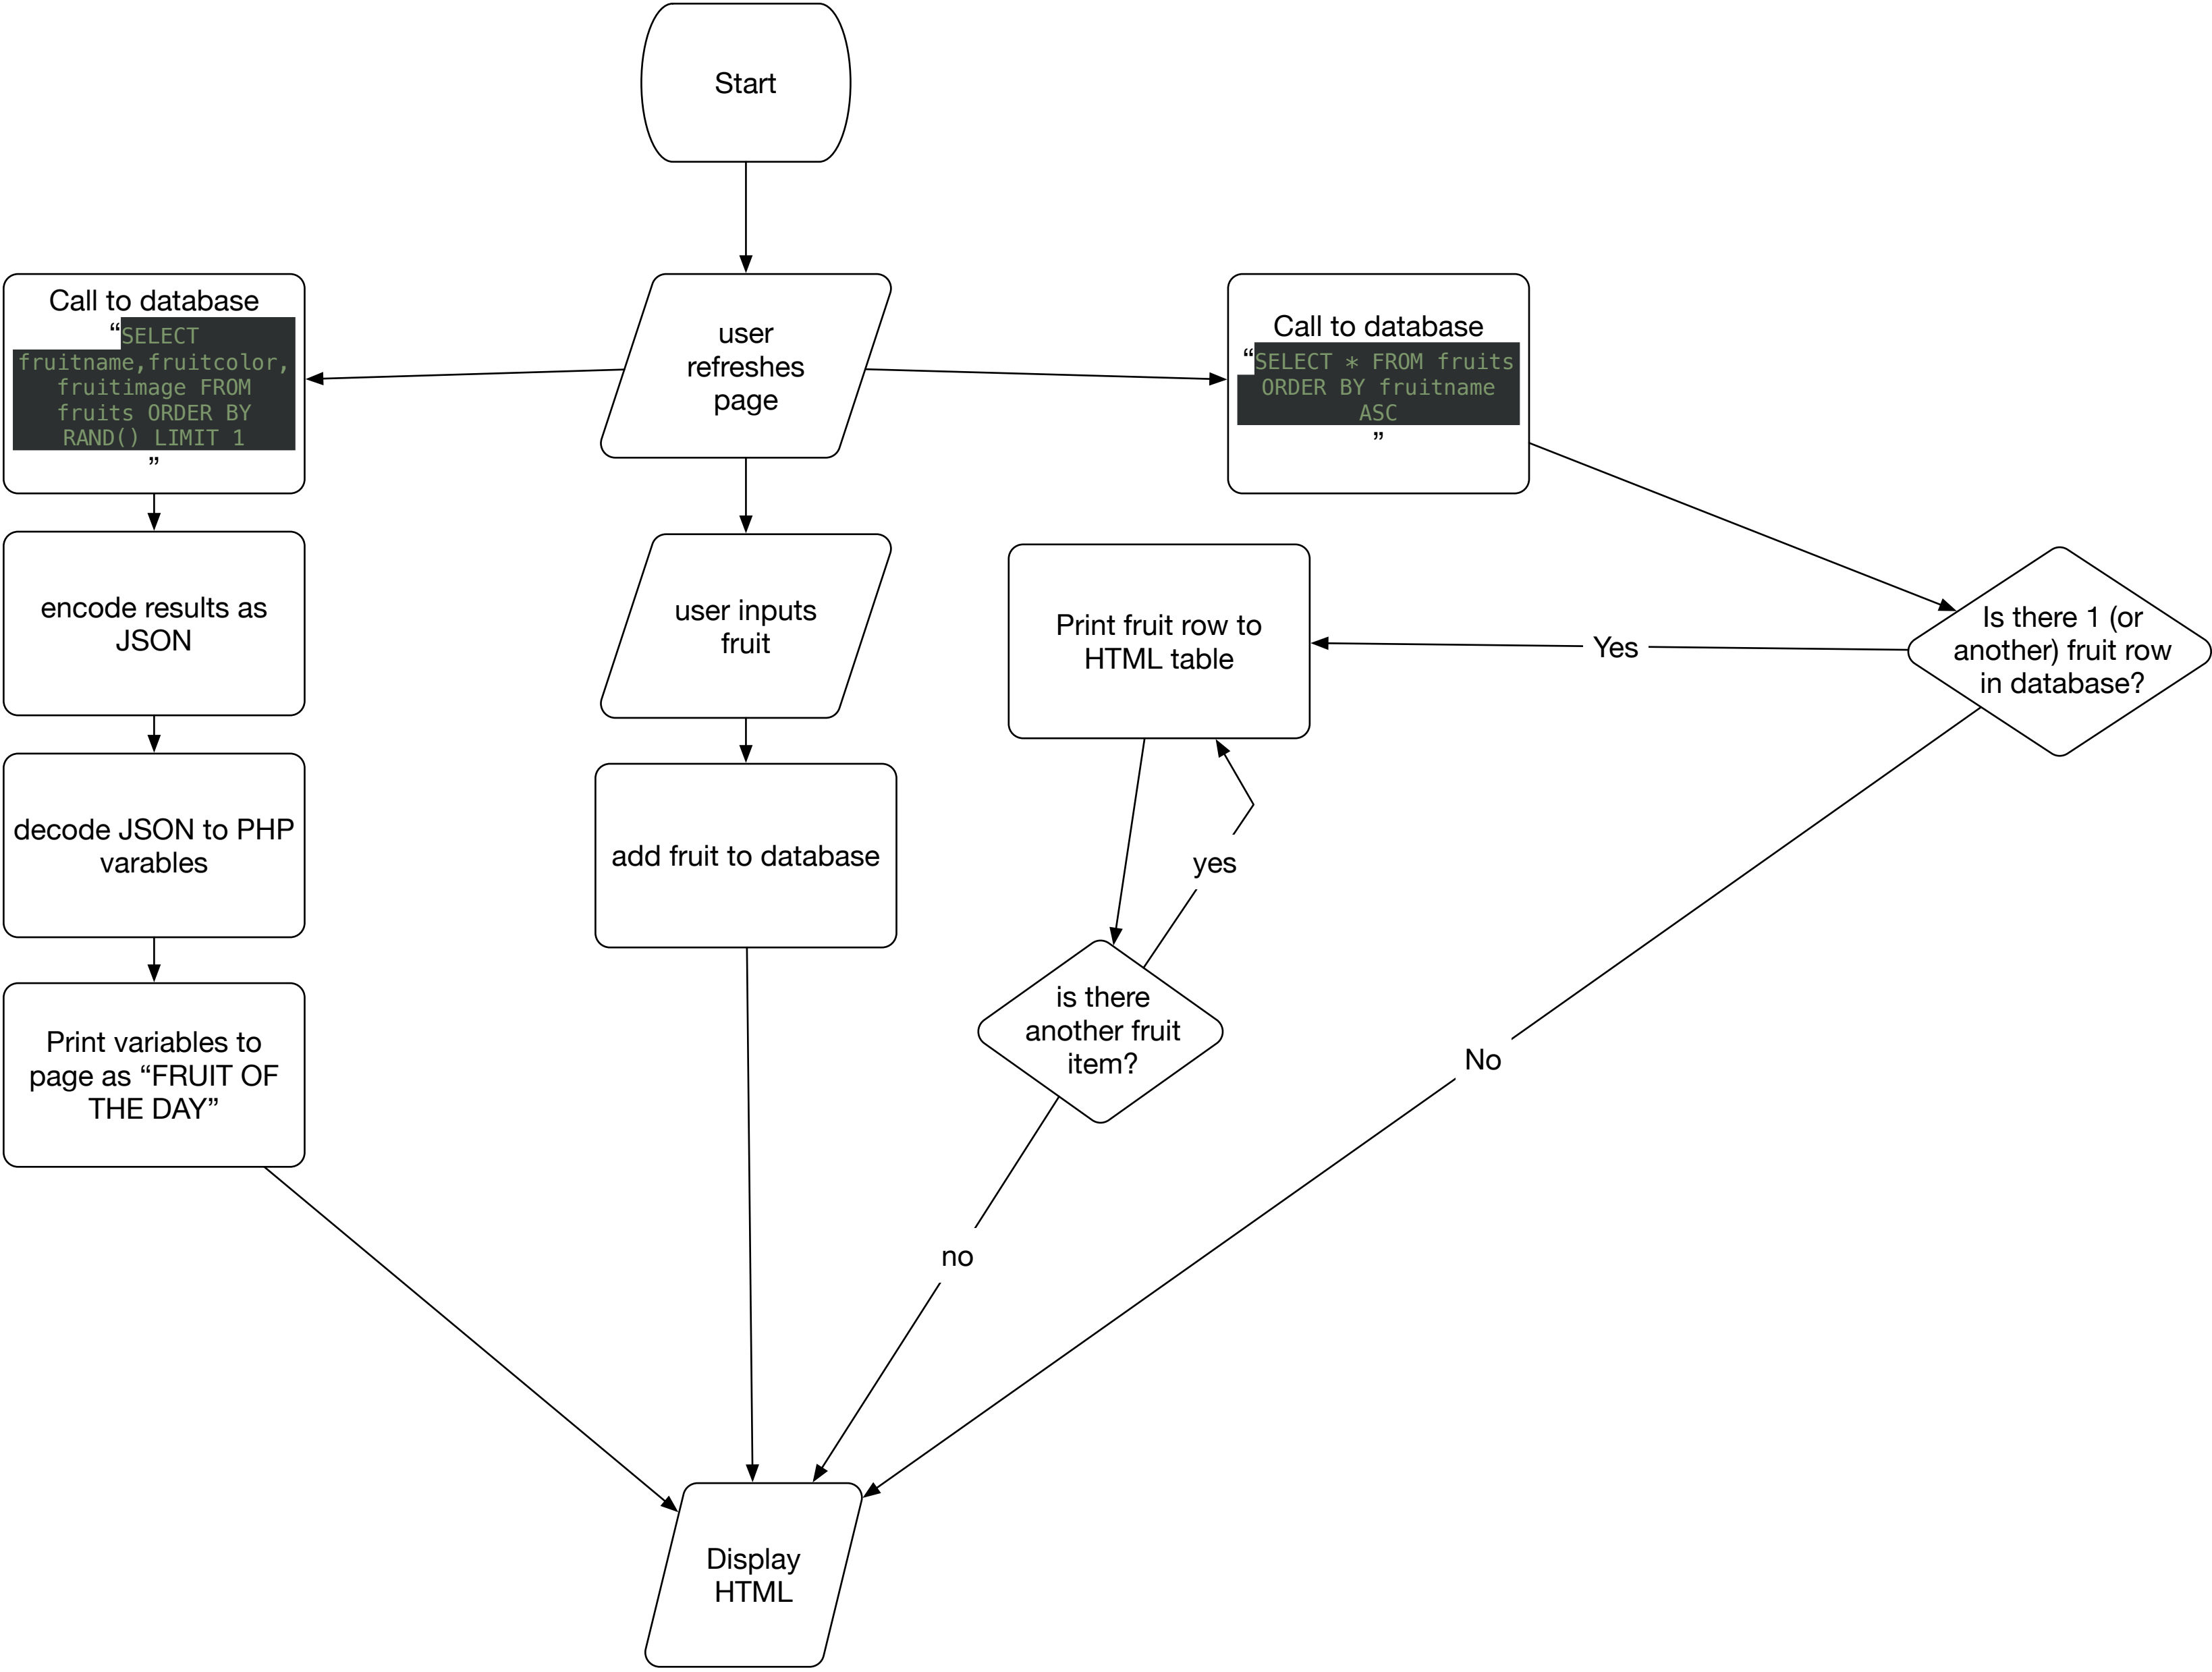 Start
Call to database
“SELECT
fruitname,fruitcolor,
fruitimage FROM
fruits ORDER BY
RAND() LIMIT 1
”
user
refreshes
page
Call to database
“SELECT * FROM fruits
ORDER BY fruitname
ASC
”
encode results as
JSON
user inputs
fruit
Print fruit row to
HTML table
Yes
Is there 1 (or
another) fruit row
in database?
decode JSON to PHP
varables
add fruit to database
yes
Print variables to
page as “FRUIT OF
THE DAY”
is there
another fruit
item?
No
no
Display
HTML